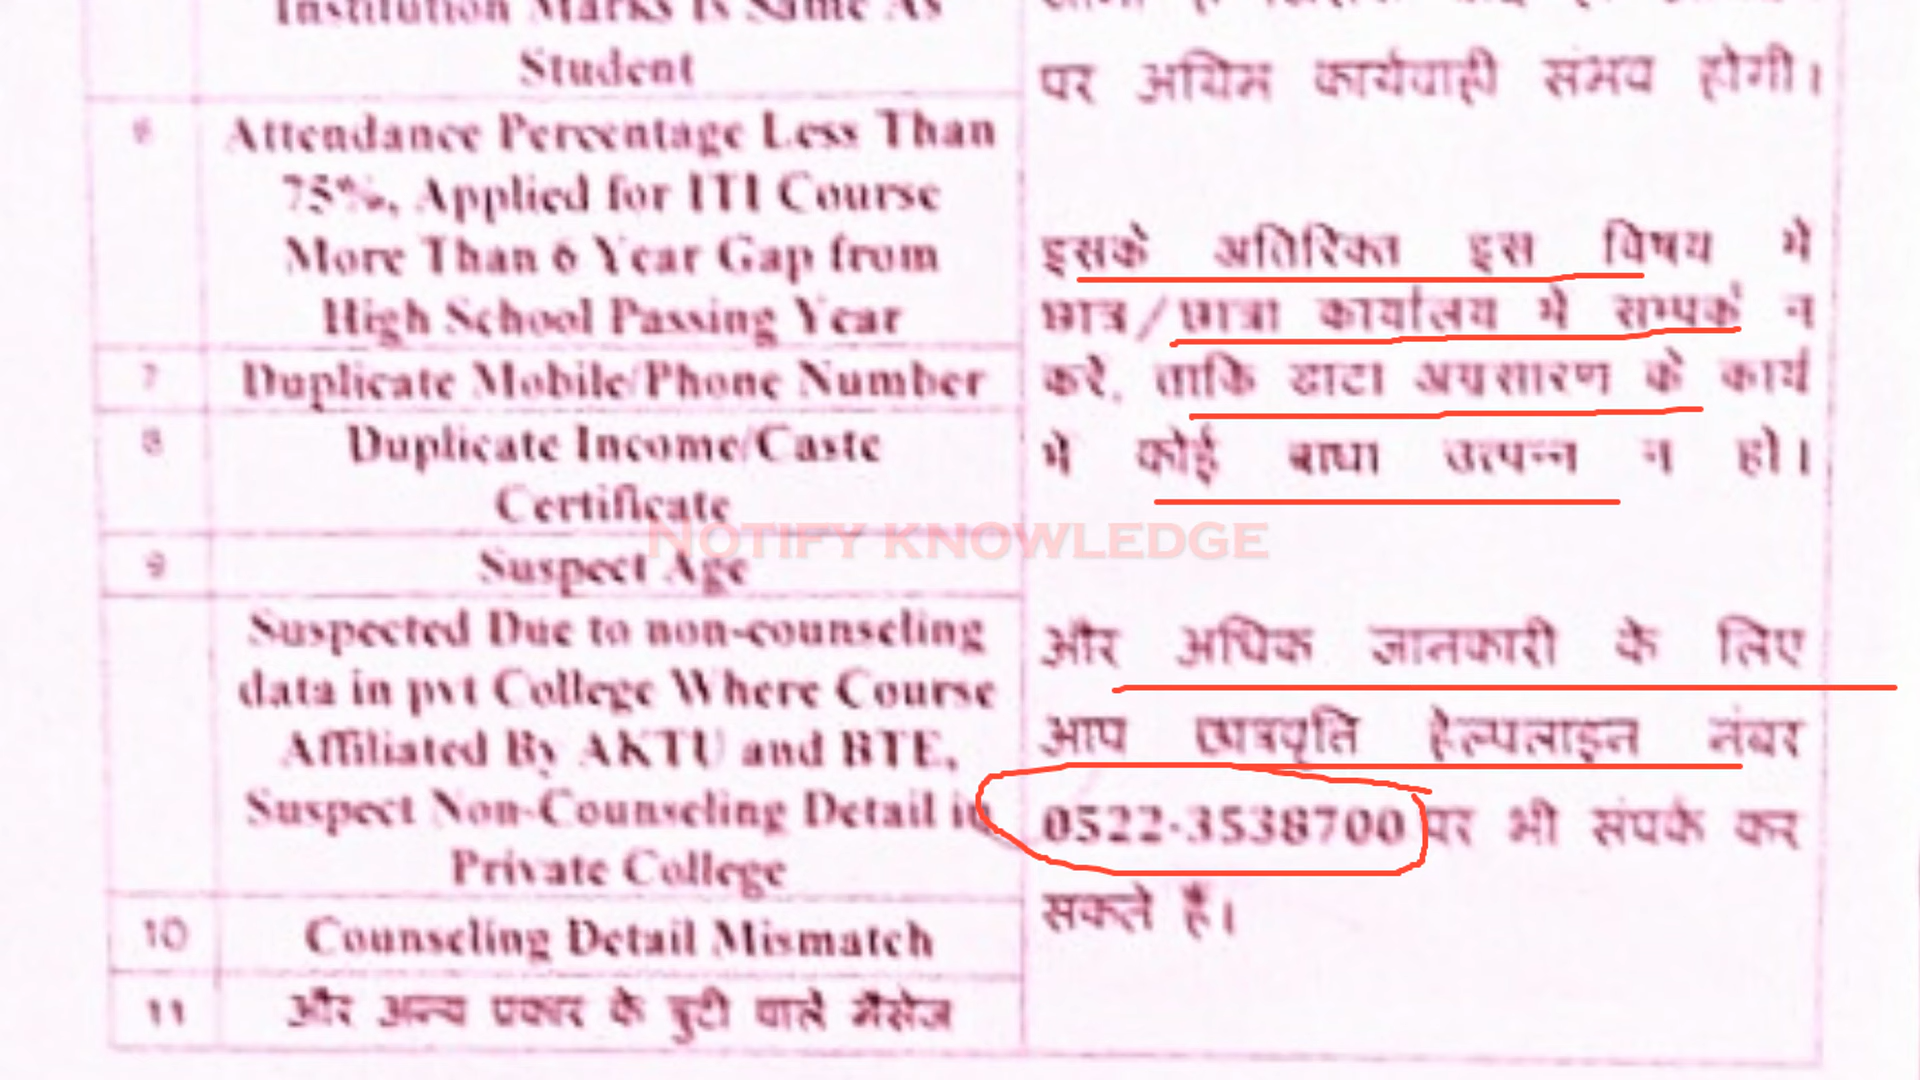 Institution Marks Is Same As
Student
6
Attendance Percentage Less Than
75%, Applied for ITI Course
More Than 6 Year Gap from
High School Passing Year
7
Duplicate Mobile/Phone Number
8
Duplicate Income/Caste
Certificate
9
Suspect Age
Suspected Due to non-counseling
data in pvt College Where Course
Affiliated By AKTU and BTE,
Suspect Non-Counseling Detail in
Private College
10
Counseling Detail Mismatch
11
और अन्य प्रकार के त्रुटी वाले मैसेज
पर अग्रिम कार्यवाही संभव होगी।
इसके अतिरिक्त इस विषय में
छात्र/छात्रा कार्यालय में सम्पर्क न
करें, ताकि डाटा अग्रसारण के कार्य
में कोई बाधा उत्पन्न न हो।
और अधिक जानकारी के लिए
आप छात्रवृति हेल्पलाइन नंबर
0522-3538700 पर भी संपर्क कर
सकते हैं।
NOTIFY KNOWLEDGE